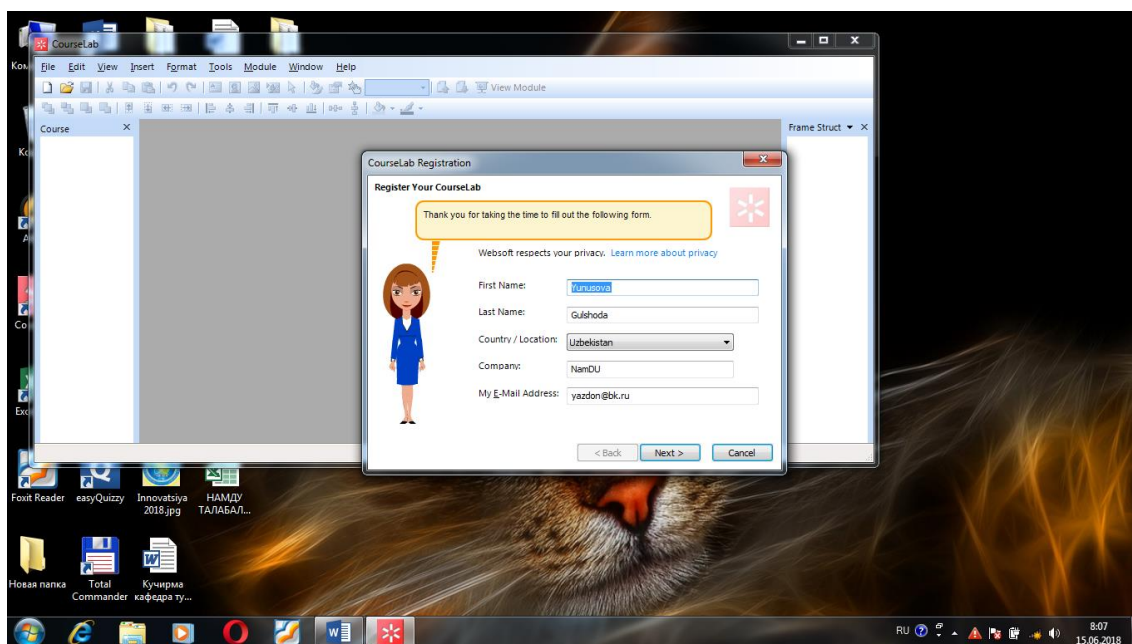 CourseLab
File Edit View Insert Format Tools Module Window Help
View Module
Course
Frame Struct
CourseLab Registration
Register Your CourseLab
Thank you for taking the time to fill out the following form.
Websoft respects your privacy. Learn more about privacy
First Name: Yunusova
Last Name: Gulshoda
Country / Location: Uzbekistan
Company: NamDU
My E-Mail Address: yazdon@bk.ru
< Back Next > Cancel
Foxit Reader easyQuizzy Innovatsiya НАМДУ
2018.jpg ТАЛАБАЛ...
Новая папка Total Кучирма
Commander кафедра ту...
RU 8:07
15.06.2018